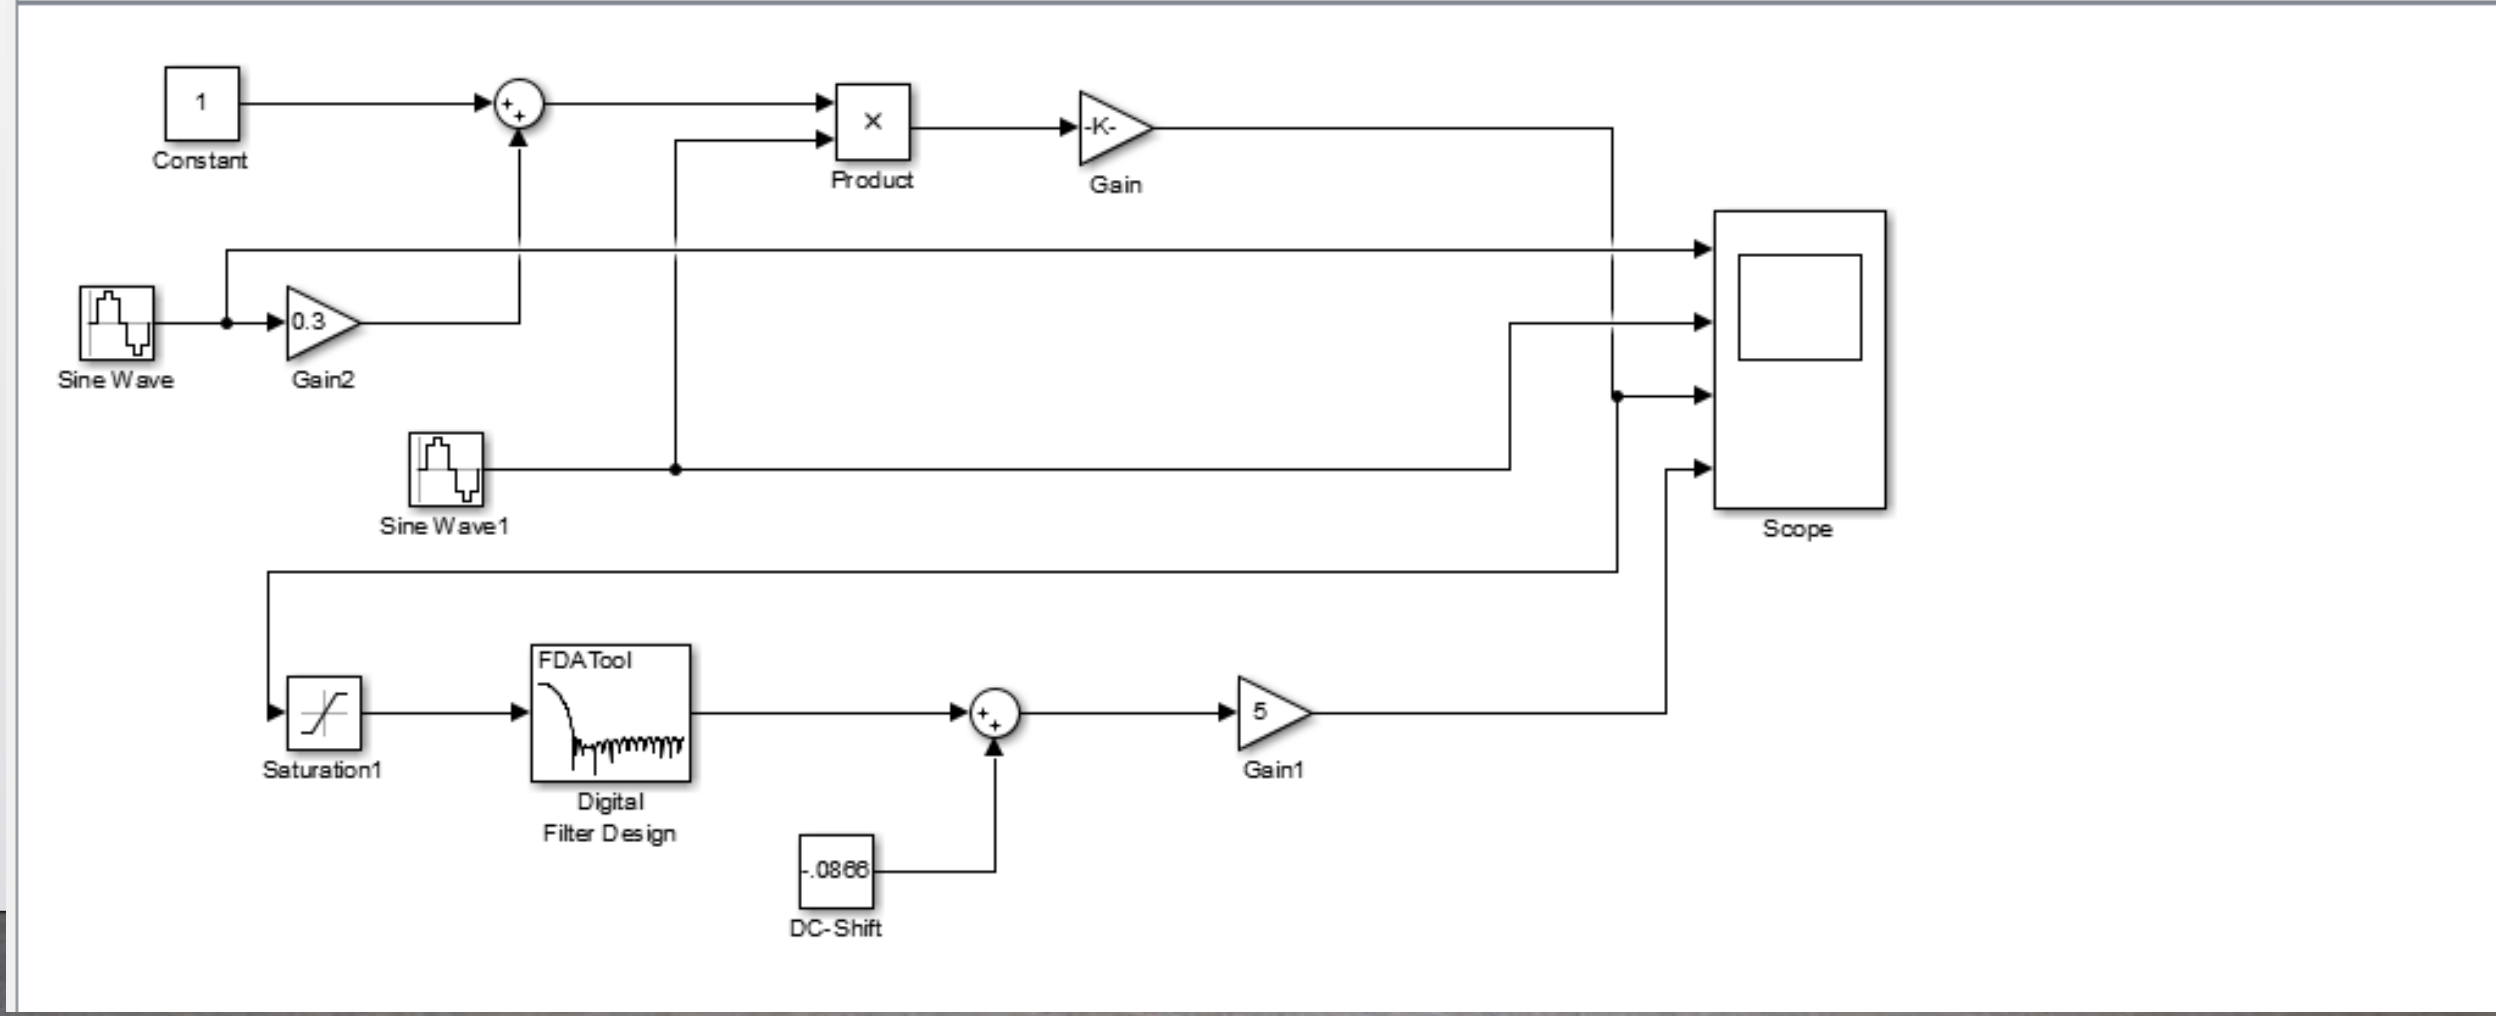 1
Constant
×
Product
-K-
Gain
Sine Wave
0.3
Gain2
Sine Wave1
Scope
Saturation1
FDATool
Digital
Filter Design
5
Gain1
-.0866
DC-Shift